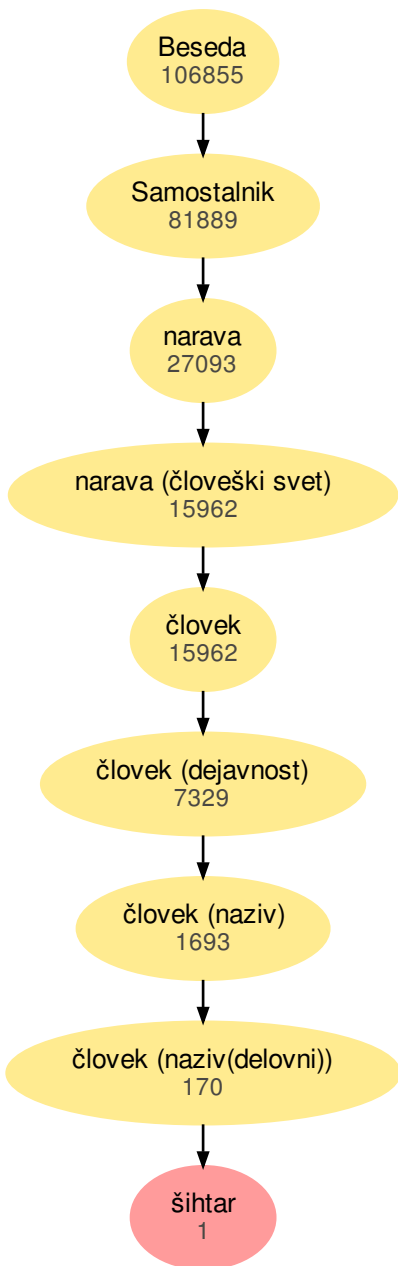 Beseda
106855
Samostalnik
81889
narava
27093
narava (človeški svet)
15962
človek
15962
človek (dejavnost)
7329
človek (naziv)
1693
človek (naziv(delovni))
170
šihtar
1